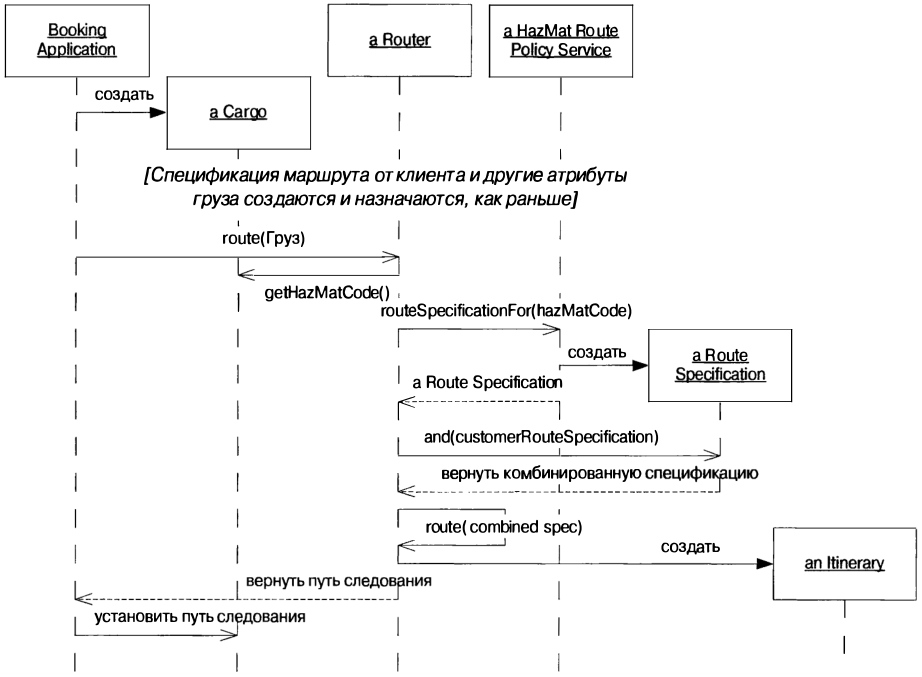 Booking
Application
a Router
a HazMat Route
Policy Service
создать
a Cargo
[Спецификация маршрута от клиента и другие атрибуты
груза создаются и назначаются, как раньше]
route(Груз)
getHazMatCode()
routeSpecificationFor(hazMatCode)
создать
a Route
Specification
a Route Specification
and(customerRouteSpecification)
вернуть комбинированную спецификацию
route( combined spec)
создать
an Itinerary
вернуть путь следования
установить путь следования